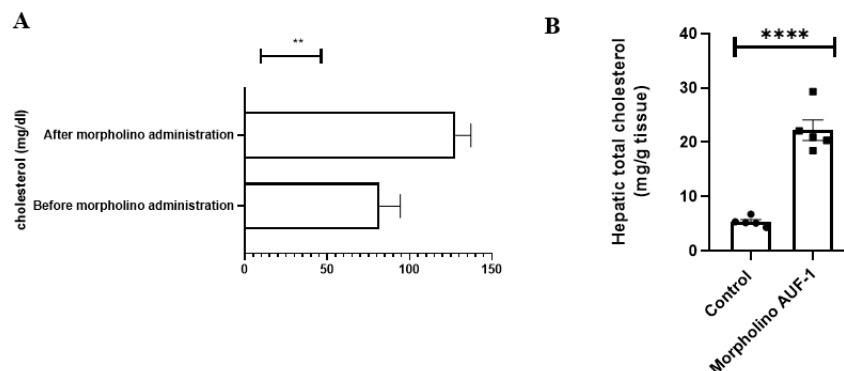 A
**
cholesterol (mg/dl)
After morpholino administration
Before morpholino administration
0 50 100 150
B
****
Hepatic total cholesterol
(mg/g tissue)
40
30
20
10
0
Control
Morpholino AUF-1